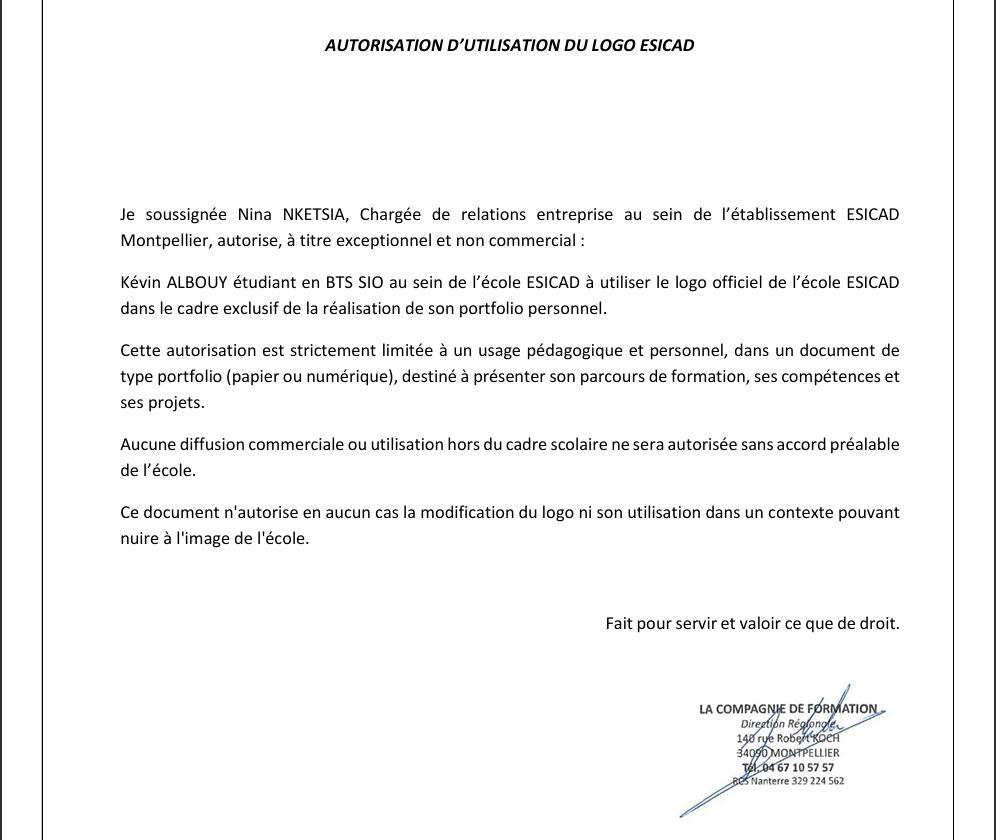 AUTORISATION D’UTILISATION DU LOGO ESICAD
Je soussignée Nina NKETSIA, Chargée de relations entreprise au sein de l’établissement ESICAD
Montpellier, autorise, à titre exceptionnel et non commercial :
Kévin ALBOUY étudiant en BTS SIO au sein de l’école ESICAD à utiliser le logo officiel de l’école ESICAD
dans le cadre exclusif de la réalisation de son portfolio personnel.
Cette autorisation est strictement limitée à un usage pédagogique et personnel, dans un document de
type portfolio (papier ou numérique), destiné à présenter son parcours de formation, ses compétences et
ses projets.
Aucune diffusion commerciale ou utilisation hors du cadre scolaire ne sera autorisée sans accord préalable
de l’école.
Ce document n'autorise en aucun cas la modification du logo ni son utilisation dans un contexte pouvant
nuire à l'image de l'école.
Fait pour servir et valoir ce que de droit.
LA COMPAGNIE DE FORMATION
Direction Régionale
140 rue Robert KOCH
34090 MONTPELLIER
Tél. 04 67 10 57 57
RCS Nanterre 329 224 562